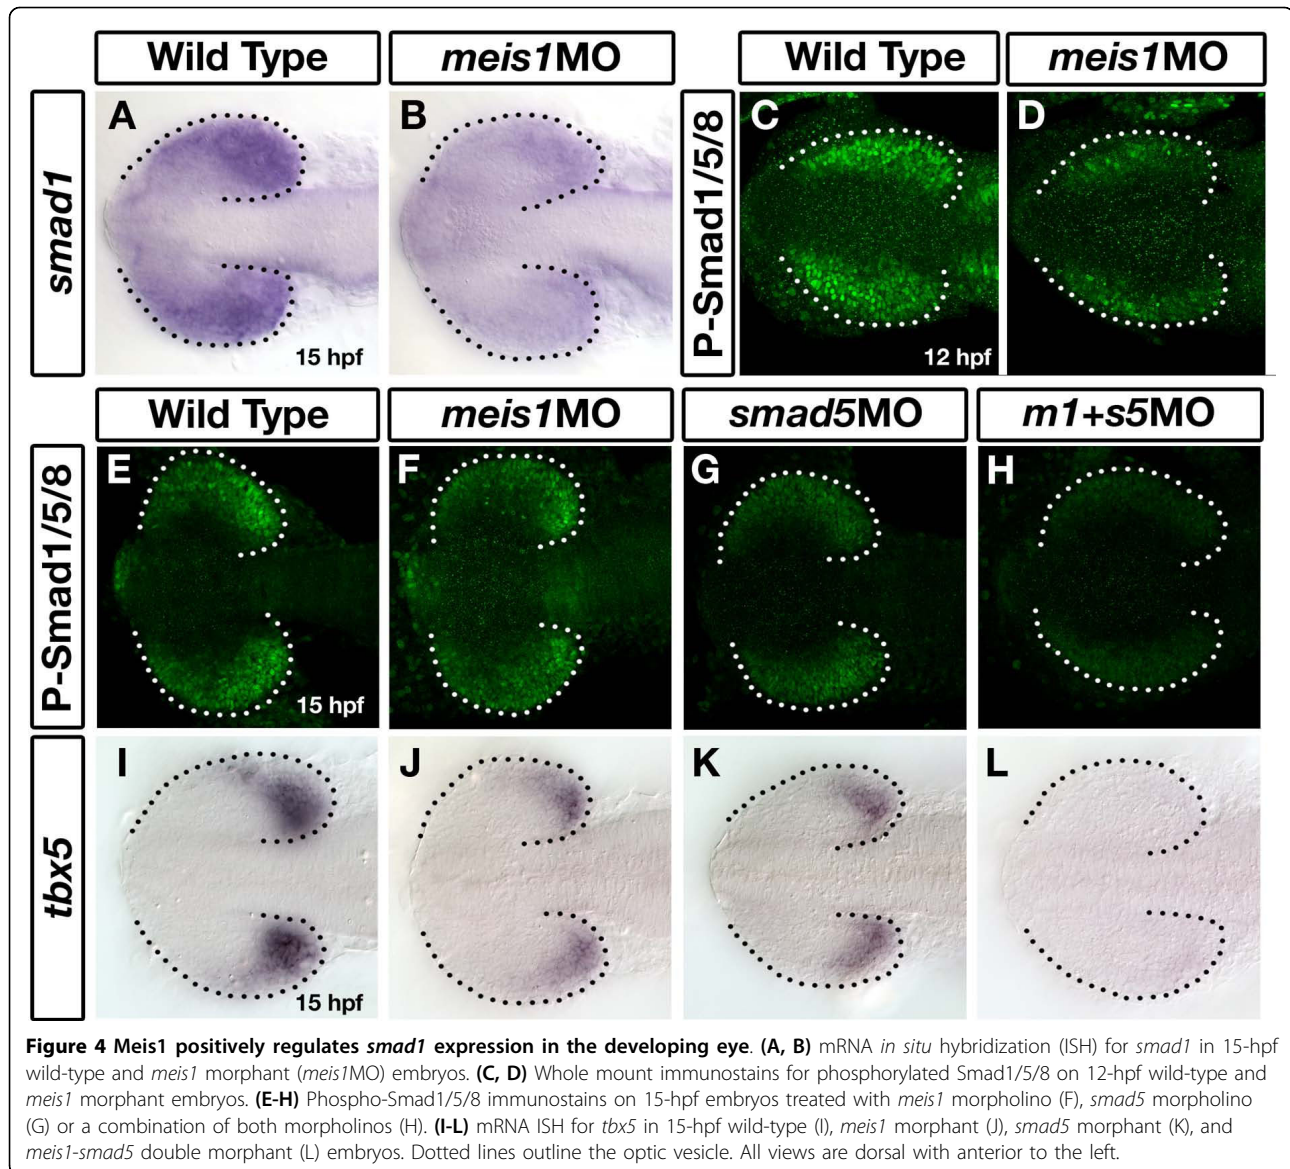 Wild Type
meis1MO
Wild Type
meis1MO
smad1
A
B
P-Smad1/5/8
C
D
15 hpf
12 hpf
Wild Type
meis1MO
smad5MO
m1+s5MO
P-Smad1/5/8
E
F
G
H
15 hpf
tbx5
I
J
K
L
15 hpf
Figure 4 Meis1 positively regulates smad1 expression in the developing eye. (A, B) mRNA in situ hybridization (ISH) for smad1 in 15-hpf
wild-type and meis1 morphant (meis1MO) embryos. (C, D) Whole mount immunostains for phosphorylated Smad1/5/8 on 12-hpf wild-type and
meis1 morphant embryos. (E-H) Phospho-Smad1/5/8 immunostains on 15-hpf embryos treated with meis1 morpholino (F), smad5 morpholino
(G) or a combination of both morpholinos (H). (I-L) mRNA ISH for tbx5 in 15-hpf wild-type (I), meis1 morphant (J), smad5 morphant (K), and
meis1-smad5 double morphant (L) embryos. Dotted lines outline the optic vesicle. All views are dorsal with anterior to the left.